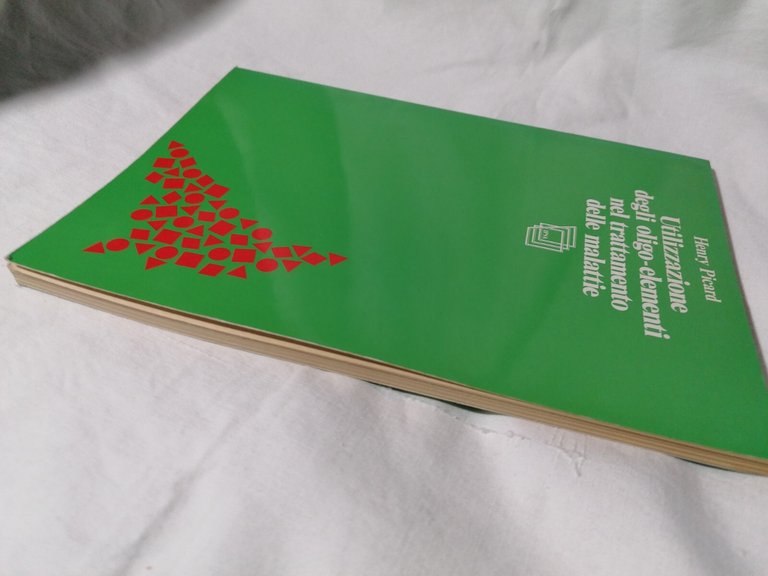 Henry Picard
Utilizzazione
degli oligo-elementi
nel trattamento
delle malattie